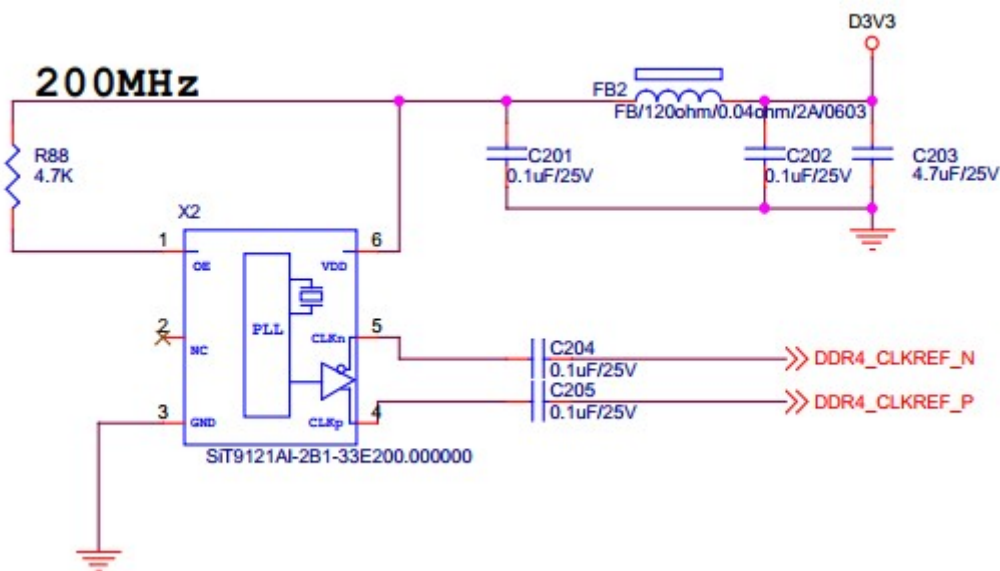 D3V3
200MHz
FB2
FB/120ohm/0.04ohm/2A/0603
R88
4.7K
C201
0.1uF/25V
C202
0.1uF/25V
C203
4.7uF/25V
X2
1
6
OE
VDD
2
5
PLL
CLKn
NC
C204
0.1uF/25V
DDR4_CLKREF_N
C205
0.1uF/25V
DDR4_CLKREF_P
3
4
GND
CLKp
SiT9121AI-2B1-33E200.000000